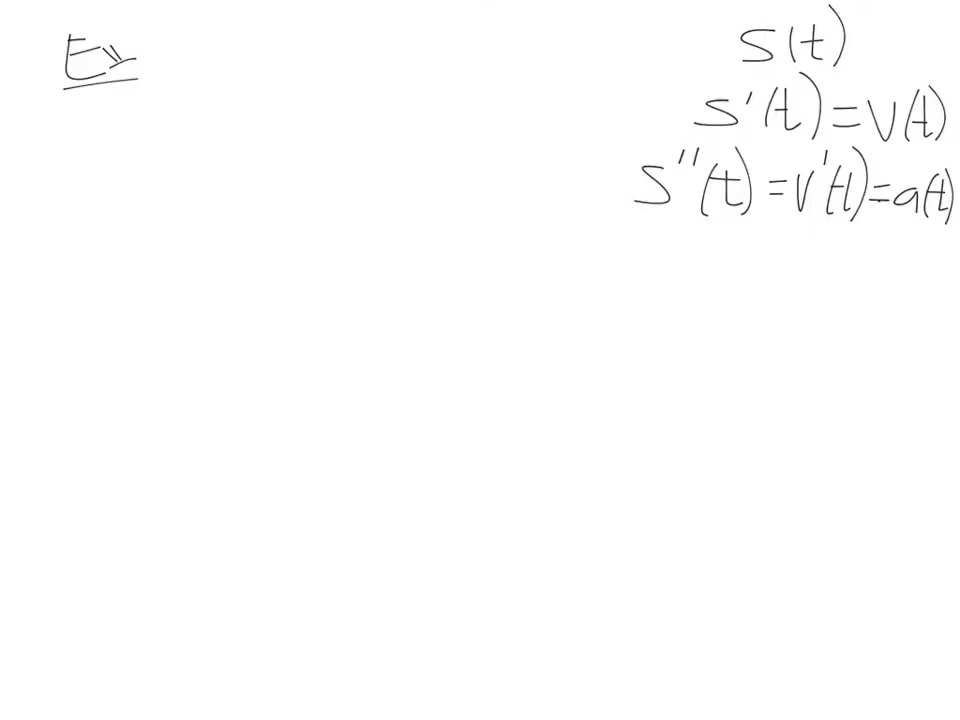 Ex
S(t)
S'(t) = V(t)
S''(t) = V'(t) = a(t)